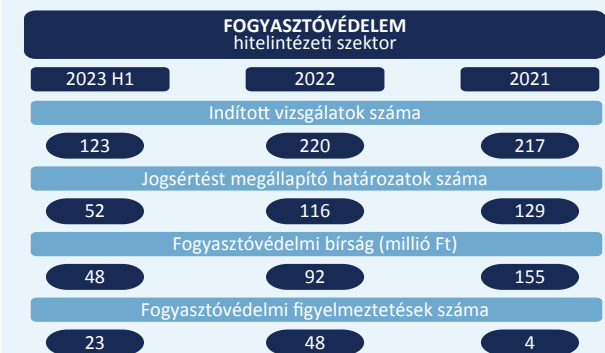 FOGYASZTÓVÉDELEM
hitelintézeti szektor
2023 H1 2022 2021
Indított vizsgálatok száma
123 220 217
Jogsértést megállapító határozatok száma
52 116 129
Fogyasztóvédelmi bírság (millió Ft)
48 92 155
Fogyasztóvédelmi figyelmeztetések száma
23 48 4